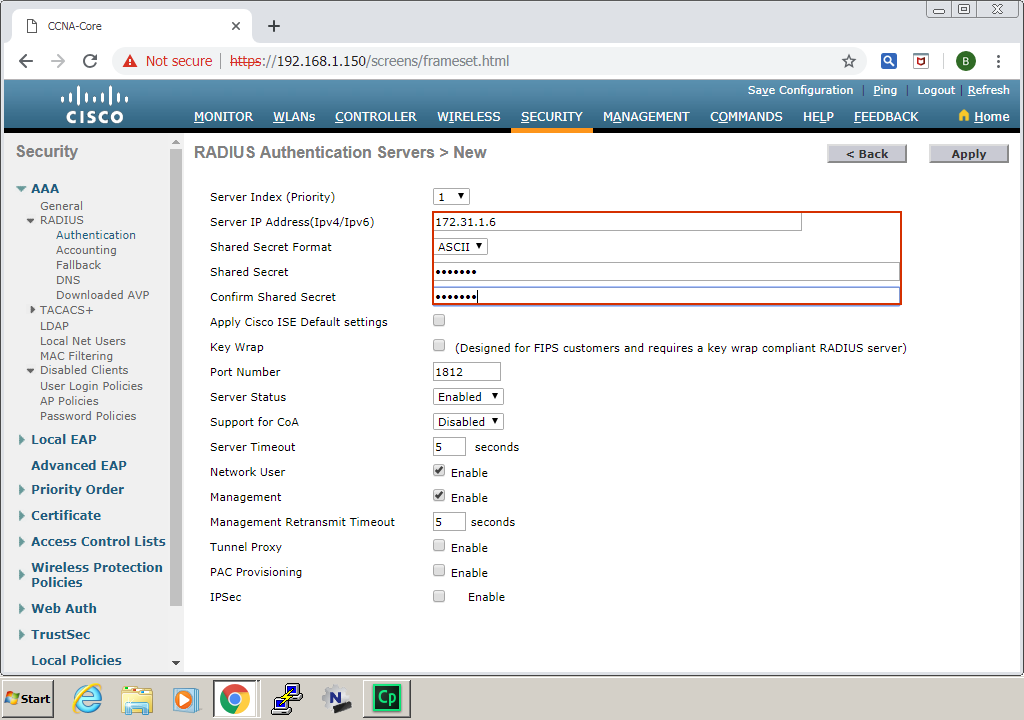 CCNA-Core
Not secure | https://192.168.1.150/screens/frameset.html
B
Save Configuration | Ping | Logout | Refresh
CISCO
MONITOR WLANs CONTROLLER WIRELESS SECURITY MANAGEMENT COMMANDS HELP FEEDBACK Home
Security
AAA
General
RADIUS
Authentication
Accounting
Fallback
DNS
Downloaded AVP
TACACS+
LDAP
Local Net Users
MAC Filtering
Disabled Clients
User Login Policies
AP Policies
Password Policies
Local EAP
Advanced EAP
Priority Order
Certificate
Access Control Lists
Wireless Protection
Policies
Web Auth
TrustSec
Local Policies
RADIUS Authentication Servers > New
< Back Apply
Server Index (Priority) 1
Server IP Address(Ipv4/Ipv6) 172.31.1.6
Shared Secret Format ASCII
Shared Secret •••••••
Confirm Shared Secret •••••••
Apply Cisco ISE Default settings
Key Wrap (Designed for FIPS customers and requires a key wrap compliant RADIUS server)
Port Number 1812
Server Status Enabled
Support for CoA Disabled
Server Timeout 5 seconds
Network User Enable
Management Enable
Management Retransmit Timeout 5 seconds
Tunnel Proxy Enable
PAC Provisioning Enable
IPSec Enable
Start
N
Cp